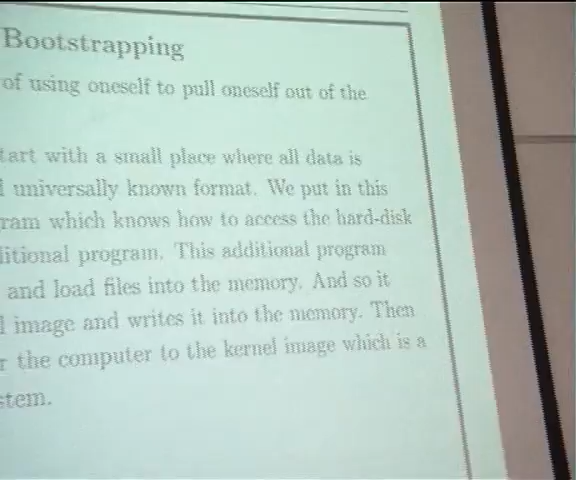 Bootstrapping
of using oneself to pull oneself out of the
tart with a small place where all data is
universally known format. We put in this
ram which knows how to access the hard-disk
litional program. This additional program
and load files into the memory. And so it
l image and writes it into the memory. Then
r the computer to the kernel image which is a
stem.